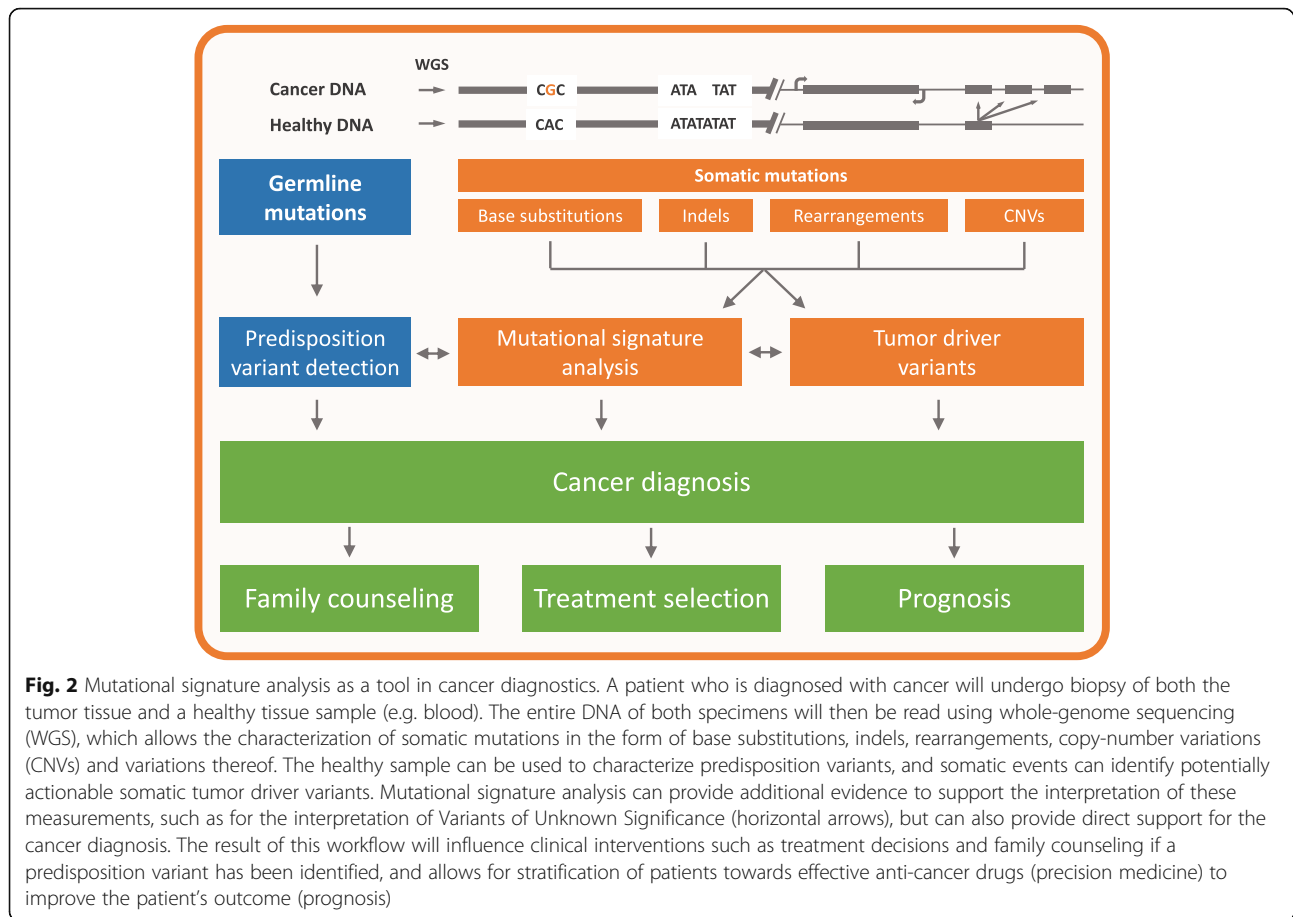 WGS
Cancer DNA
CGC
ATA TAT
Healthy DNA
CAC
ATATATAT
Germline
mutations
Somatic mutations
Base substitutions
Indels
Rearrangements
CNVs
Predisposition
variant detection
Mutational signature
analysis
Tumor driver
variants
Cancer diagnosis
Family counseling
Treatment selection
Prognosis
Fig. 2 Mutational signature analysis as a tool in cancer diagnostics. A patient who is diagnosed with cancer will undergo biopsy of both the
tumor tissue and a healthy tissue sample (e.g. blood). The entire DNA of both specimens will then be read using whole-genome sequencing
(WGS), which allows the characterization of somatic mutations in the form of base substitutions, indels, rearrangements, copy-number variations
(CNVs) and variations thereof. The healthy sample can be used to characterize predisposition variants, and somatic events can identify potentially
actionable somatic tumor driver variants. Mutational signature analysis can provide additional evidence to support the interpretation of these
measurements, such as for the interpretation of Variants of Unknown Significance (horizontal arrows), but can also provide direct support for the
cancer diagnosis. The result of this workflow will influence clinical interventions such as treatment decisions and family counseling if a
predisposition variant has been identified, and allows for stratification of patients towards effective anti-cancer drugs (precision medicine) to
improve the patient's outcome (prognosis)